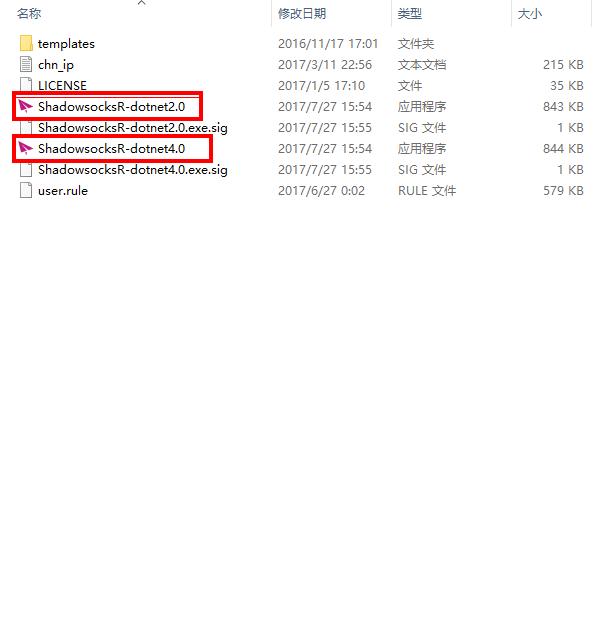 名称 修改日期 类型 大小
templates 2016/11/17 17:01 文件夹
chn_ip 2017/3/11 22:56 文本文档 215 KB
LICENSE 2017/1/5 17:10 文件 35 KB
ShadowsocksR-dotnet2.0 2017/7/27 15:54 应用程序 843 KB
ShadowsocksR-dotnet2.0.exe.sig 2017/7/27 15:55 SIG 文件 1 KB
ShadowsocksR-dotnet4.0 2017/7/27 15:54 应用程序 844 KB
ShadowsocksR-dotnet4.0.exe.sig 2017/7/27 15:55 SIG 文件 1 KB
user.rule 2017/6/27 0:02 RULE 文件 579 KB